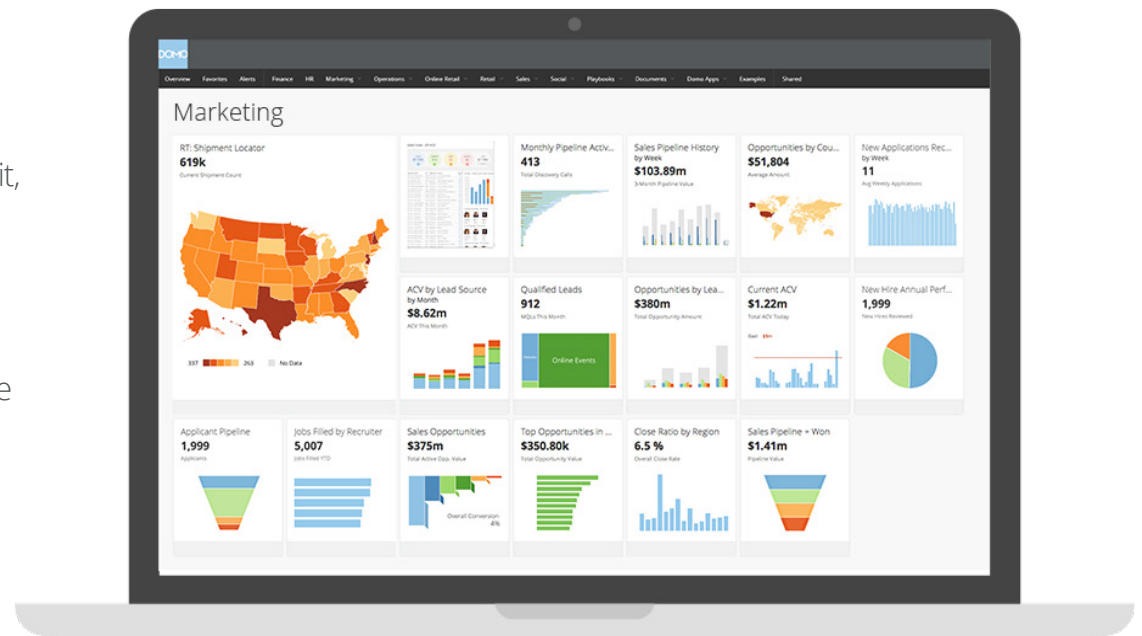 it,
e
DOMO
Overview Favorites Alerts Finance HR Marketing Operations Online Retail Retail Sales Social Playbooks Documents Domo Apps Examples Shared
Marketing
RT: Shipment Locator
619k
Current Shipment Count
337 263 No Data
Monthly Pipeline Activ...
413
Total Discovery Calls
Sales Pipeline History
by Week
$103.89m
3-Month Pipeline Value
Opportunities by Cou...
$51,804
Average Amount
New Applications Rec...
by Week
11
Avg Weekly Applications
ACV by Lead Source
by Month
$8.62m
ACV This Month
Qualified Leads
912
MQLs This Month
Online Events
Opportunities by Lea...
$380m
Total Opportunity Amount
Current ACV
$1.22m
Total ACV Today
New Hire Annual Perf...
1,999
New Hires Reviewed
Applicant Pipeline
1,999
Applicants
Jobs Filled by Recruiter
5,007
Jobs Filled YTD
Sales Opportunities
$375m
Total Active Opp. Value
Overall Conversion
4%
Top Opportunities in ...
$350.80k
Total Opportunity Value
Close Ratio by Region
6.5 %
Overall Close Rate
Sales Pipeline + Won
$1.41m
Pipeline Value